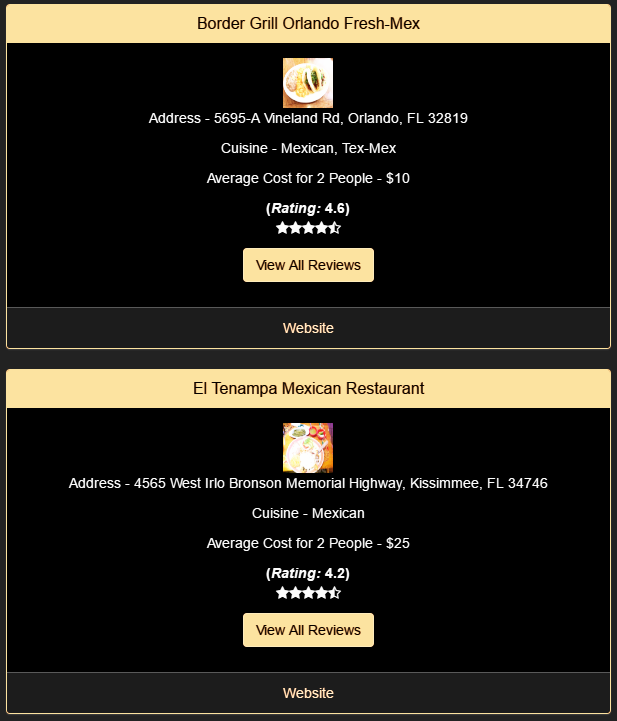 Border Grill Orlando Fresh-Mex
Address - 5695-A Vineland Rd, Orlando, FL 32819
Cuisine - Mexican, Tex-Mex
Average Cost for 2 People - $10
(Rating: 4.6)
View All Reviews
Website
El Tenampa Mexican Restaurant
Address - 4565 West Irlo Bronson Memorial Highway, Kissimmee, FL 34746
Cuisine - Mexican
Average Cost for 2 People - $25
(Rating: 4.2)
View All Reviews
Website